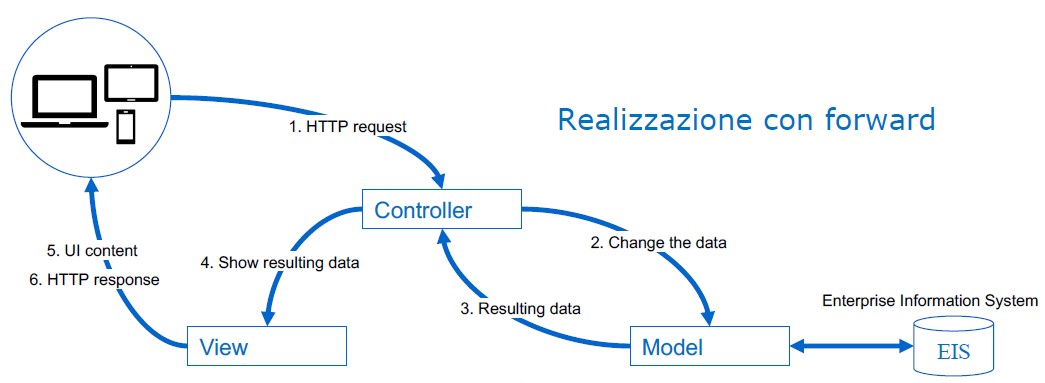 Realizzazione con forward
1. HTTP request
Controller
2. Change the data
3. Resulting data
4. Show resulting data
5. UI content
6. HTTP response
View
Model
Enterprise Information System
EIS